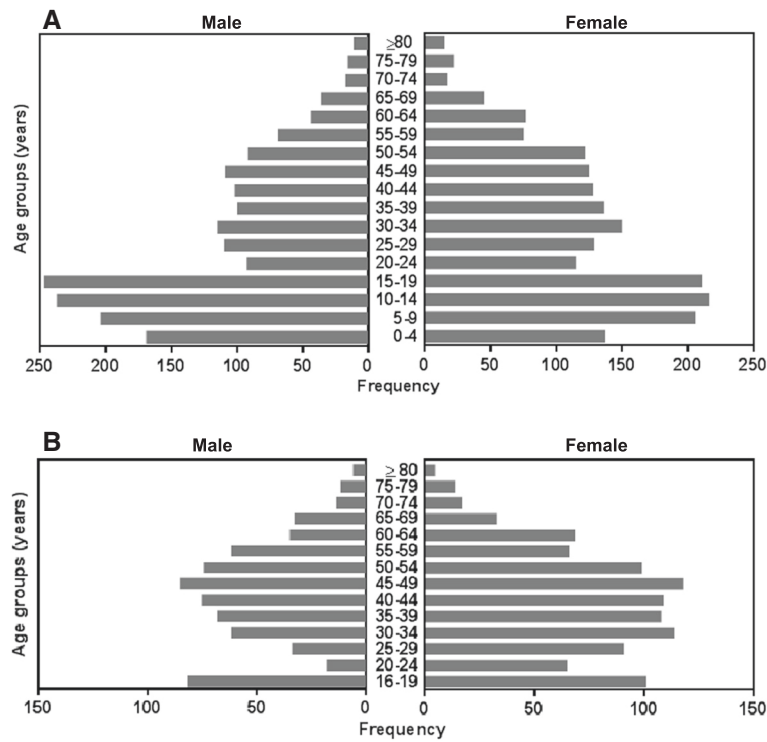 A
Male
Female
Age groups (years)
≥80
75-79
70-74
65-69
60-64
55-59
50-54
45-49
40-44
35-39
30-34
25-29
20-24
15-19
10-14
5-9
0-4
250 200 150 100 50 0 0 50 100 150 200 250
Frequency
B
Male
Female
Age groups (years)
≥ 80
75-79
70-74
65-69
60-64
55-59
50-54
45-49
40-44
35-39
30-34
25-29
20-24
16-19
150 100 50 0 0 50 100 150
Frequency